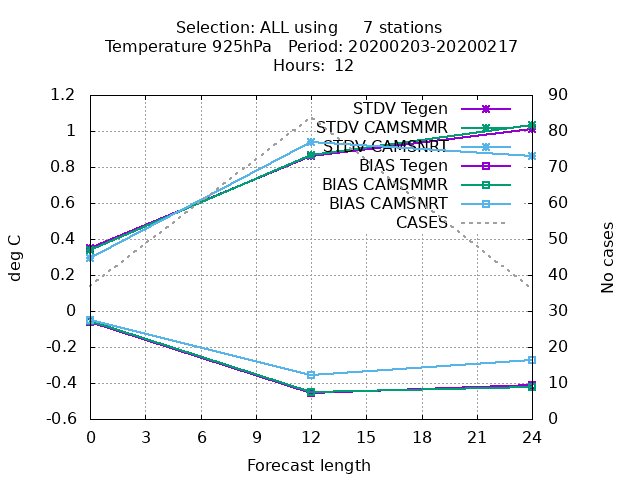 Selection: ALL using     7 stations
Temperature 925hPa   Period: 20200203-20200217
Hours:  12
deg C
No cases
1.2
1
0.8
0.6
0.4
0.2
0
-0.2
-0.4
-0.6
90
80
70
60
50
40
30
20
10
0
STDV Tegen
STDV CAMSMMR
STDV CAMSNRT
BIAS Tegen
BIAS CAMSMMR
BIAS CAMSNRT
CASES
0 3 6 9 12 15 18 21 24
Forecast length